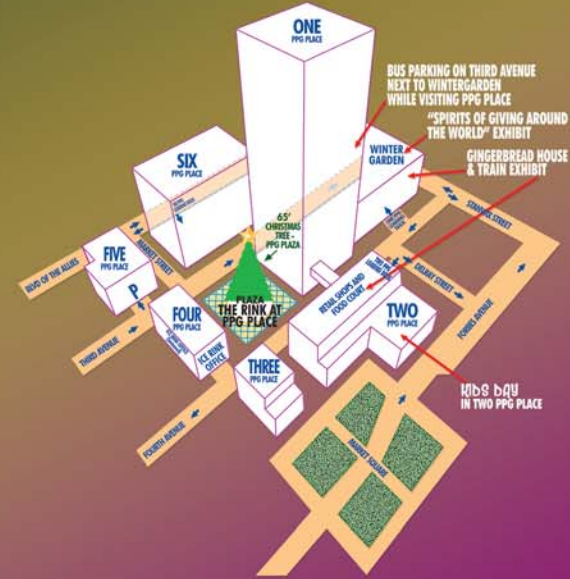 ONE
PPG PLACE
BUS PARKING ON THIRD AVENUE
NEXT TO WINTERGARDEN
WHILE VISITING PPG PLACE
"SPIRITS OF GIVING AROUND
THE WORLD" EXHIBIT
WINTER
GARDEN
GINGERBREAD HOUSE
& TRAIN EXHIBIT
SIX
PPG PLACE
STANWIX STREET
65'
CHRISTMAS
TREE -
PPG PLAZA
MARKET STREET
FIVE
PPG PLACE
BLVD OF THE ALLIES
P
PLAZA
THE RINK AT
PPG PLACE
RETAIL SHOPS AND
FOOD COURT
DELRAY STREET
FORBES AVENUE
FOUR
PPG PLACE
ICE RINK
OFFICE
TWO
PPG PLACE
THIRD AVENUE
THREE
PPG PLACE
KIDS DAY
IN TWO PPG PLACE
FOURTH AVENUE
MARKET SQUARE